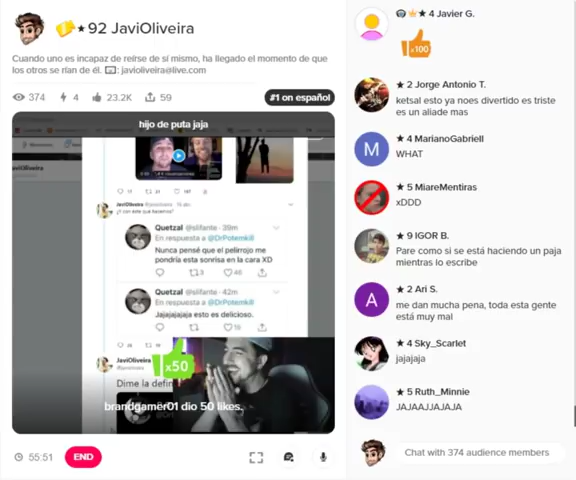 ★ 92 JaviOliveira
Cuando uno es incapaz de reírse de sí mismo, ha llegado el momento de que
los otros se rían de él. : javioliveira@live.com
374
4
23.2K
59
#1 on español
hijo de puta jaja
JaviOliveira
Quetzal @slifante · 39m
En respuesta a @DrPotemkill
Nunca pensé que el pelirrojo me
pondría esta sonrisa en la cara XD
3
46
Quetzal @slifante · 42m
En respuesta a @DrPotemkill
Jajajajajaja esto es delicioso.
JaviOliveira
x50
Dime la defin
brandgamer01 dio 50 likes.
55:51
END
★ 4 Javier G.
x100
★ 2 Jorge Antonio T.
ketsal esto ya noes divertido es triste
es un aliade mas
M
★ 4 MarianoGabriell
WHAT
★ 5 MiareMentiras
xDDD
★ 9 IGOR B.
Pare como si se está haciendo un paja
mientras lo escribe
A
★ 2 Ari S.
me dan mucha pena, toda esta gente
está muy mal
★ 4 Sky_Scarlet
jajajaja
★ 5 Ruth_Minnie
JAJAAJJAJAJA
Chat with 374 audience members